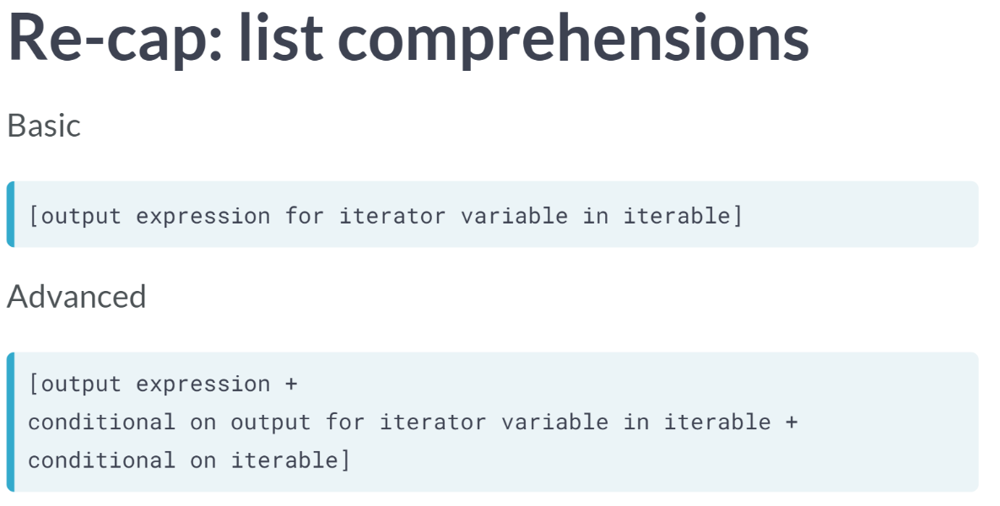 Re-cap: list comprehensions
Basic
[output expression for iterator variable in iterable]
Advanced
[output expression +
conditional on output for iterator variable in iterable +
conditional on iterable]